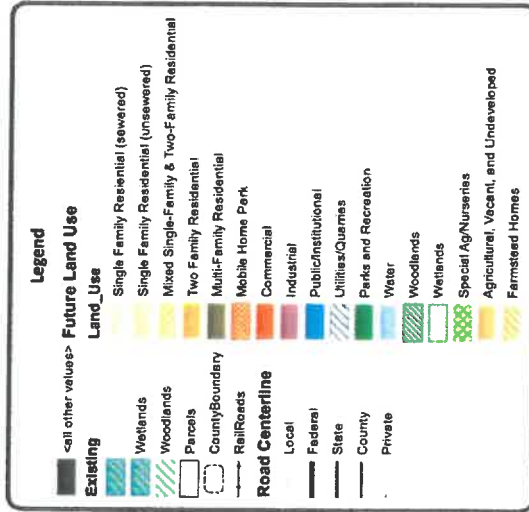 Legend
<all other values>
Existing
Wetlands
Woodlands
Parcels
CountyBoundary
RailRoads
Road Centerline
Local
Federal
State
County
Private
Future Land Use
Land_Use
Single Family Resiential (sewered)
Single Family Residential (unsewered)
Mixed Single-Family & Two-Family Residential
Two Family Residential
Multi-Family Residential
Mobile Home Park
Commercial
Industrial
Public/Institutional
Utilities/Quarries
Parks and Recreation
Water
Woodlands
Wetlands
Special Ag/Nurseries
Agricultural, Vacant, and Undeveloped
Farmstead Homes